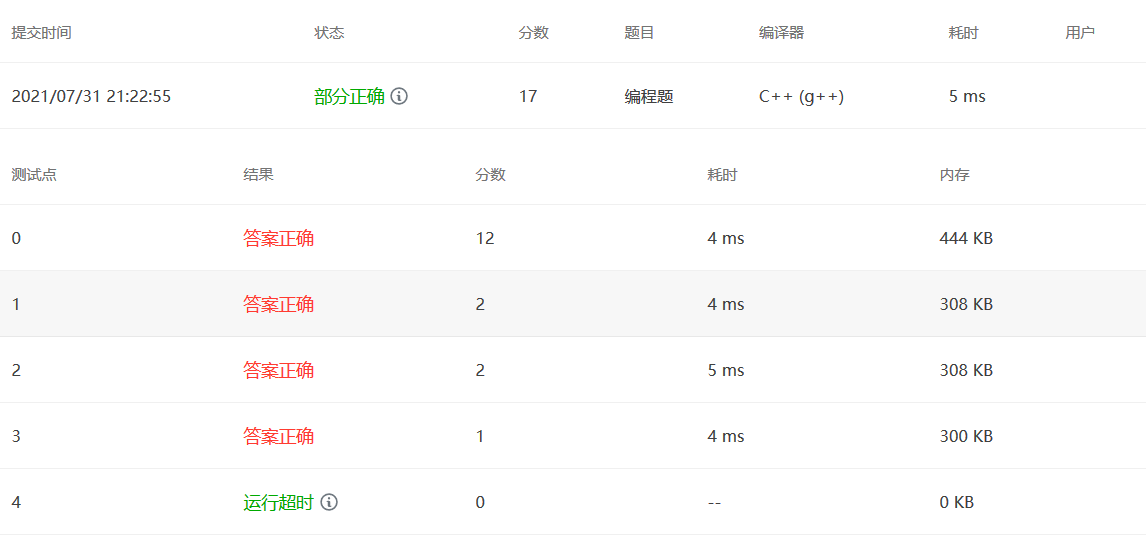 提交时间 状态 分数 题目 编译器 耗时 用户
2021/07/31 21:22:55 部分正确 17 编程题 C++ (g++) 5 ms
测试点 结果 分数 耗时 内存
0 答案正确 12 4 ms 444 KB
1 答案正确 2 4 ms 308 KB
2 答案正确 2 5 ms 308 KB
3 答案正确 1 4 ms 300 KB
4 运行超时 0 -- 0 KB